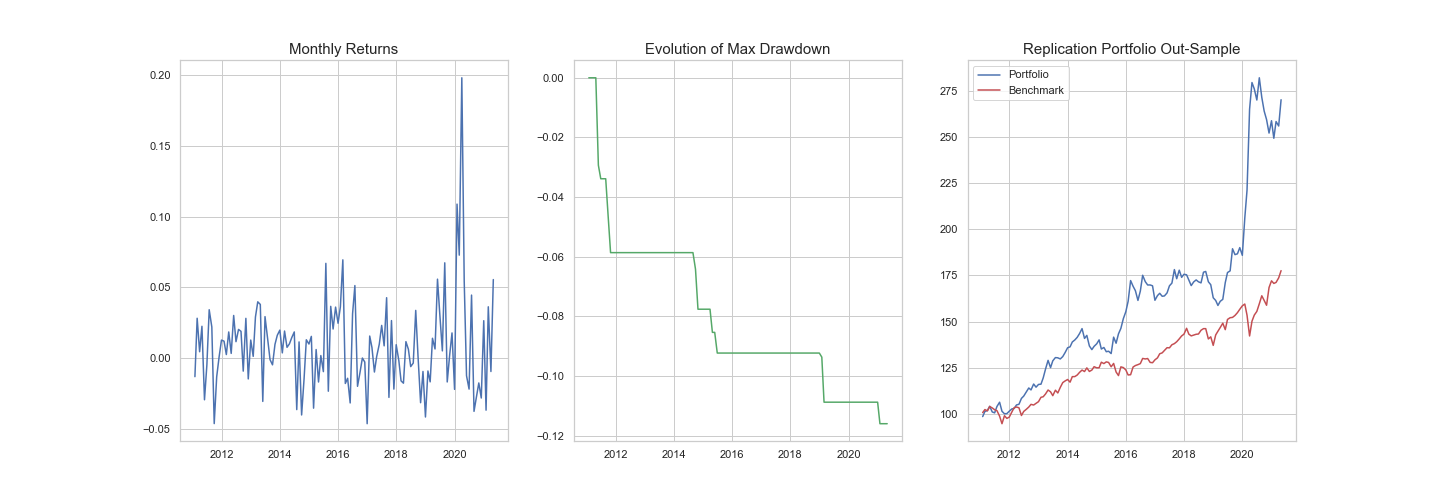 Monthly Returns
0.20
0.15
0.10
0.05
0.00
−0.05
2012 2014 2016 2018 2020
Evolution of Max Drawdown
0.00
−0.02
−0.04
−0.06
−0.08
−0.10
−0.12
2012 2014 2016 2018 2020
Replication Portfolio Out-Sample
Portfolio
Benchmark
275
250
225
200
175
150
125
100
2012 2014 2016 2018 2020